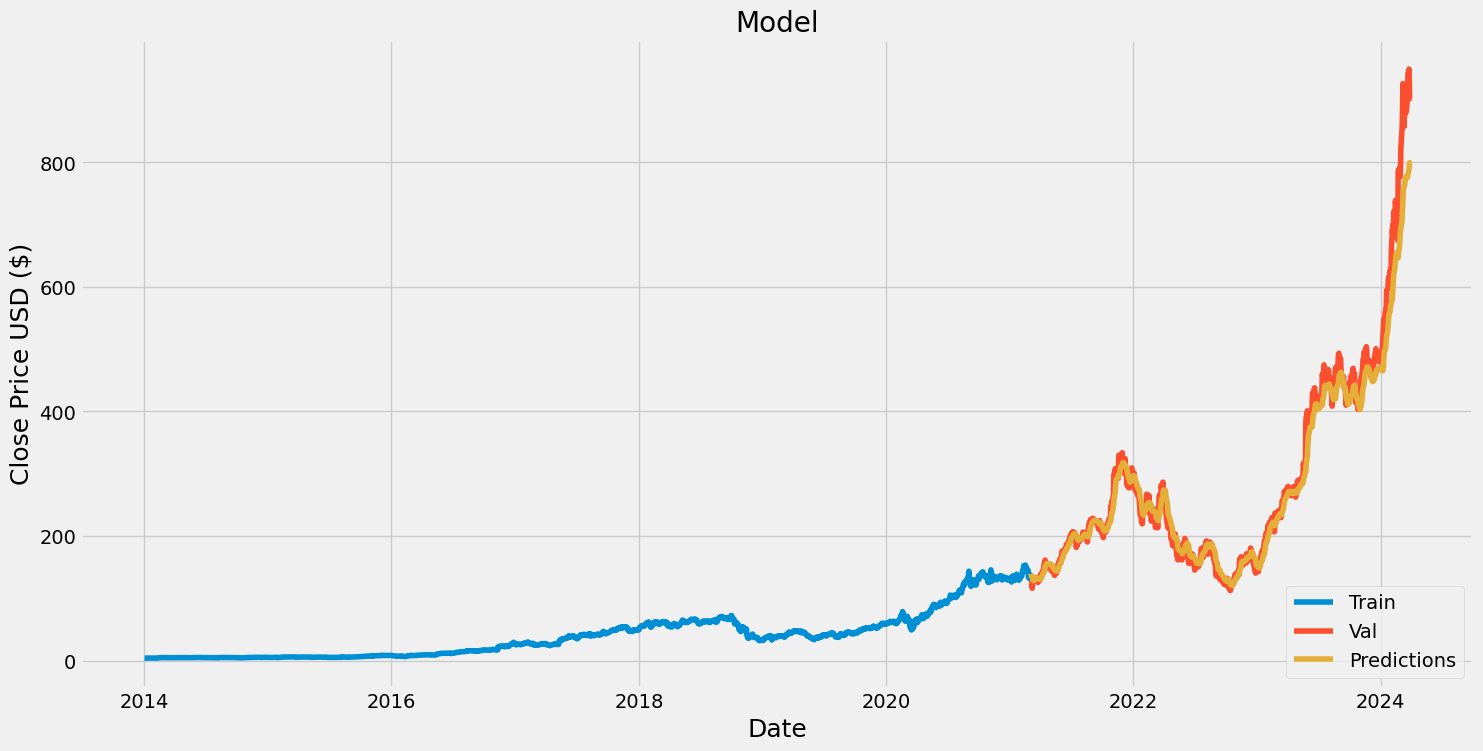 Model
Close Price USD ($)
800
600
400
200
0
2014 2016 2018 2020 2022 2024
Date
Train
Val
Predictions